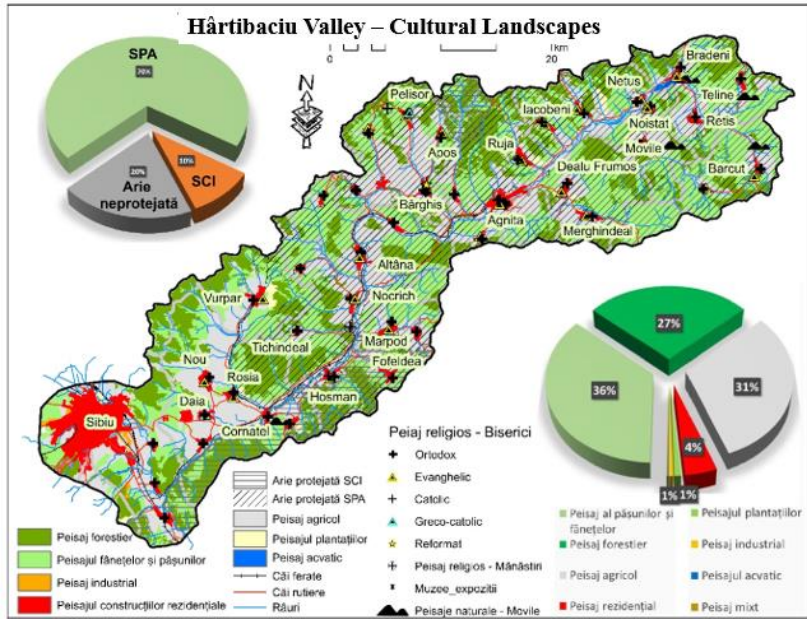 Hârtibaciu Valley – Cultural Landscapes
0
1km
20
N
SPA
70%
20%
Arie
neprotejată
10%
SCI
Bradeni
Netus
Teline
Iacobeni
Noistat
Retis
Pelisor
Ruja
Movile
Apos
Dealu Frumos
Barcut
Bârghis
Agnita
Merghindeal
Altâna
Vurpar
Nocrich
Tichindeal
Marpod
Fofeldea
Nou
Rosia
Hosman
Daia
Sibiu
Cornatel
27%
36%
31%
4%
1%
1%
Peisaj forestier
Peisajul fânețelor și pășunilor
Peisaj industrial
Peisajul construcțiilor rezidențiale
Arie protejată SCI
Arie protejată SPA
Peisaj agricol
Peisajul plantațiilor
Peisaj acvatic
Căi ferate
Căi rutiere
Râuri
Peiaj religios - Biserici
Ortodox
Evanghelic
Catolic
Greco-catolic
Reformat
Peisaj religios - Mânăstiri
Muzee_expozitii
Peisaje naturale - Movile
Peisaj al pășunilor și
fânețelor
Peisajul plantațiilor
Peisaj forestier
Peisaj industrial
Peisaj agricol
Peisajul acvatic
Peisaj rezidențial
Peisaj mixt